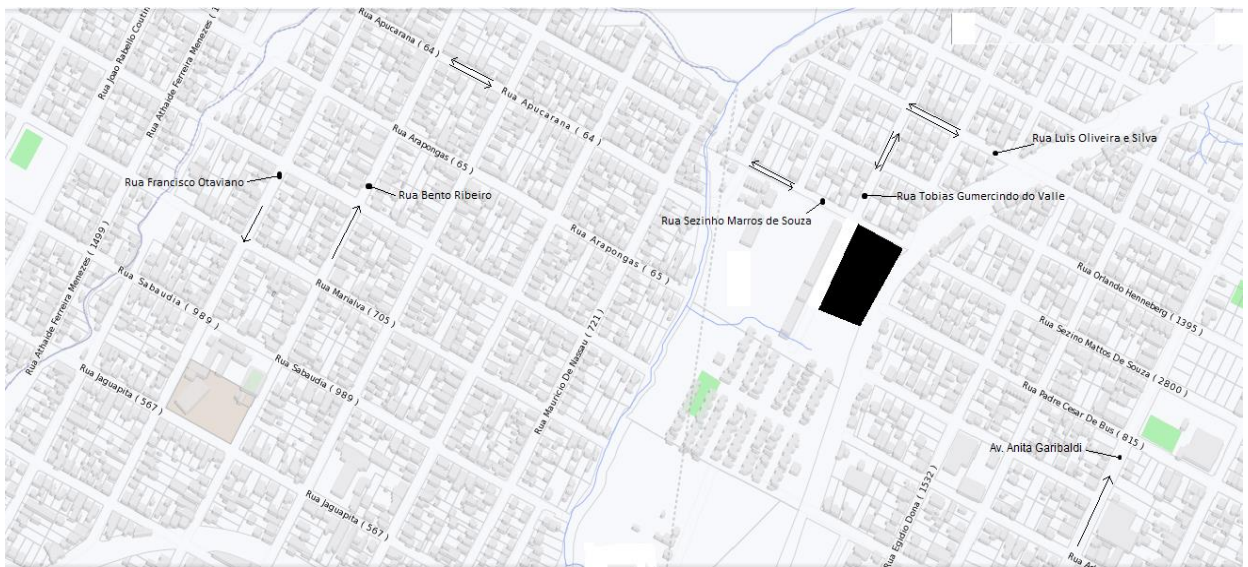 Rua Joao Rabello Coutin
Rua Athaide Ferreira Menezes ( 1
Rua Apucarana ( 64 )
Rua Apucarana ( 64 )
Rua Arapongas ( 65 )
Rua Luis Oliveira e Silva
Rua Francisco Otaviano
Rua Bento Ribeiro
Rua Tobias Gumercindo do Valle
Rua Sezinho Marros de Souza
Rua Arapongas ( 65 )
Rua Athaide Ferreira Menezes ( 1499 )
Rua Sabaudia ( 989 )
Rua Marialva ( 705 )
Rua Orlando Henneberg ( 1395 )
Rua Mauricio De Nassau ( 721 )
Rua Sezino Mattos De Souza ( 2800 )
Rua Jaguapita ( 567 )
Rua Sabaudia ( 989 )
Rua Padre Cesar De Bus ( 815 )
Av. Anita Garibaldi
Rua Egidio Dona ( 1532 )
Rua Jaguapita ( 567 )
Rua